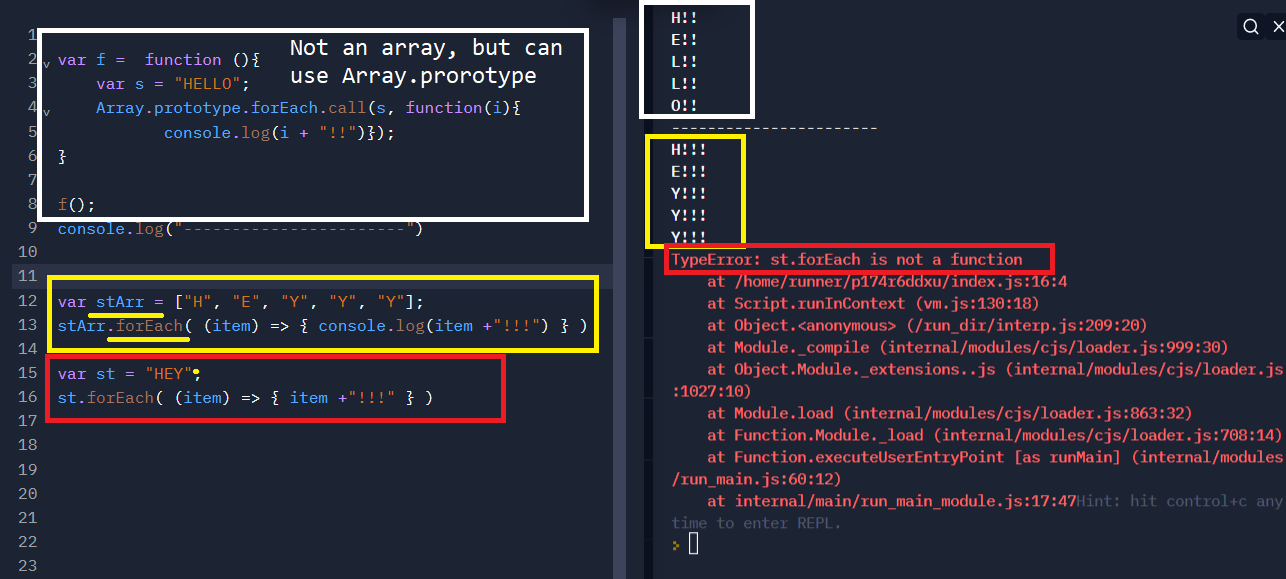 1
2 var f =  function (){
Not an array, but can
use Array.prorotype
3 var s = "HELLO";
4 Array.prototype.forEach.call(s, function(i){
5 console.log(i + "!!")});
6 }
7
8 f();
9 console.log("-----------------------")
10
11
12 var stArr = ["H", "E", "Y", "Y", "Y"];
13 stArr.forEach( (item) => { console.log(item +"!!!") } )
14
15 var st = "HEY";
16 st.forEach( (item) => { item +"!!!" } )
17
18
19
20
21
22
23
H!!
E!!
L!!
L!!
O!!
-----------------------
H!!!
E!!!
Y!!!
Y!!!
Y!!!
TypeError: st.forEach is not a function
at /home/runner/p174r6ddxu/index.js:16:4
at Script.runInContext (vm.js:130:18)
at Object.<anonymous> (/run_dir/interp.js:209:20)
at Module._compile (internal/modules/cjs/loader.js:999:30)
at Object.Module._extensions..js (internal/modules/cjs/loader.js
:1027:10)
at Module.load (internal/modules/cjs/loader.js:863:32)
at Function.Module._load (internal/modules/cjs/loader.js:708:14)
at Function.executeUserEntryPoint [as runMain] (internal/modules
/run_main.js:60:12)
at internal/main/run_main_module.js:17:47Hint: hit control+c any
time to enter REPL.